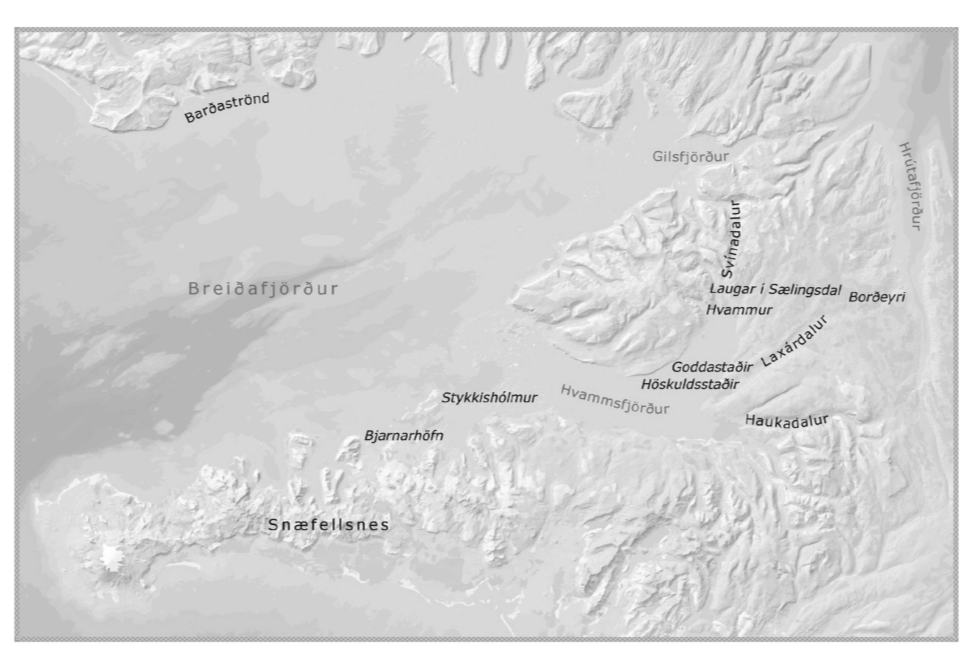 Barðaströnd
Gilsfjörður
Hrútafjörður
Svínadalur
Breiðafjörður
Laugar í Sælingsdal
Borðeyri
Hvammur
Laxárdalur
Goddastaðir
Höskuldsstaðir
Stykkishólmur
Hvammsfjörður
Haukadalur
Bjarnarhöfn
Snæfellsnes